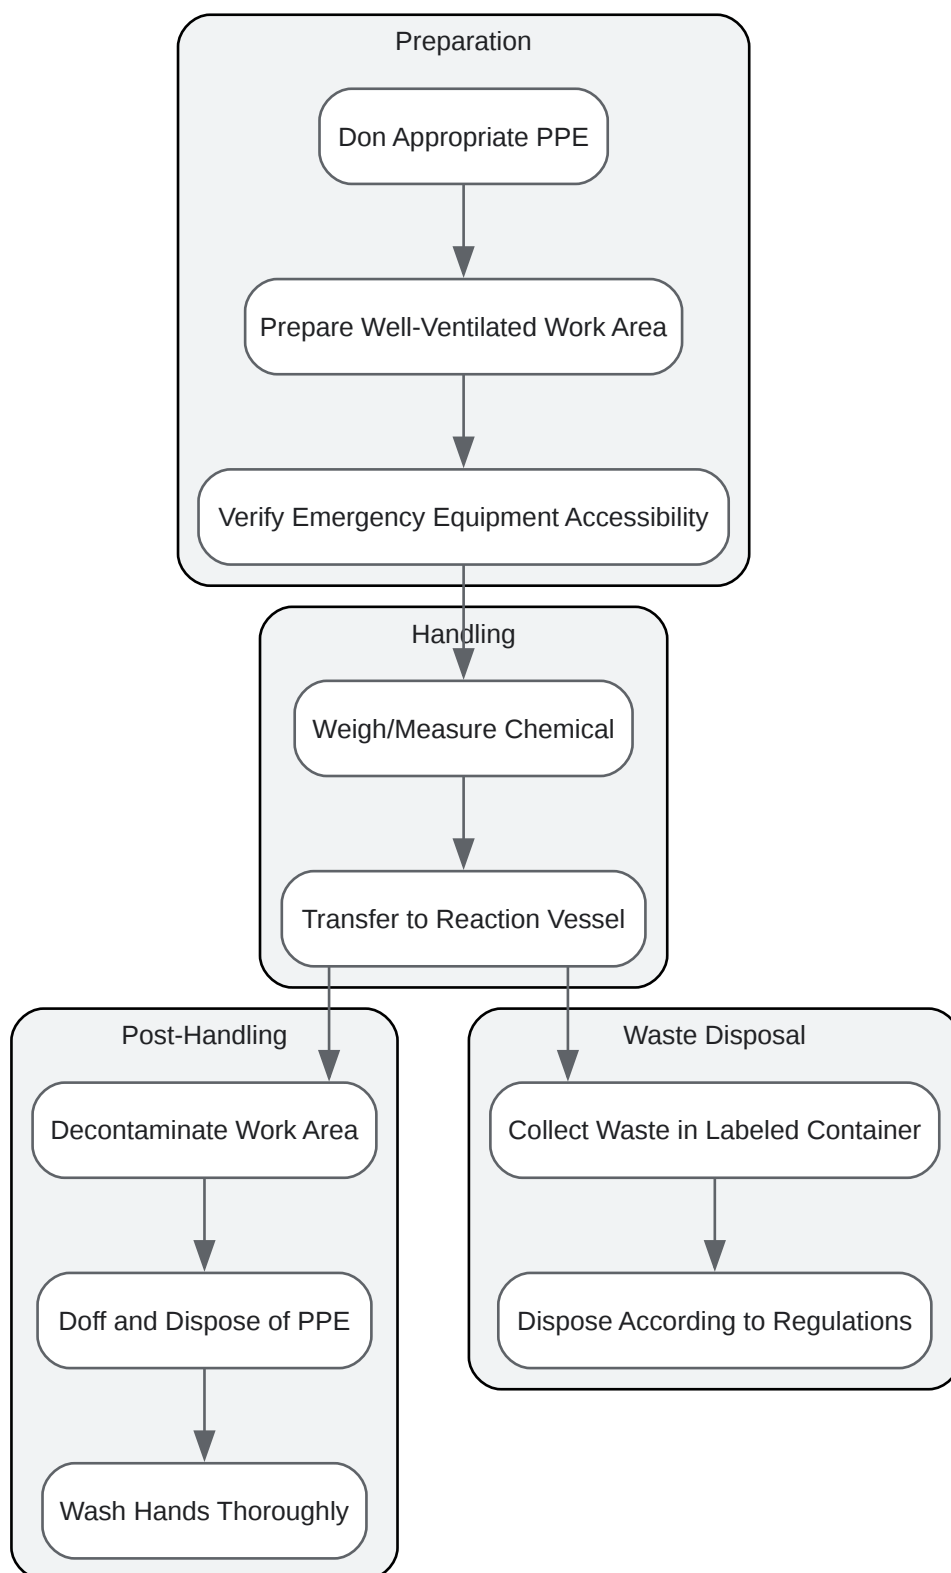 Preparation
Don Appropriate PPE
Prepare Well-Ventilated Work Area
Verify Emergency Equipment Accessibility
Handling
Weigh/Measure Chemical
Transfer to Reaction Vessel
Post-Handling
Decontaminate Work Area
Doff and Dispose of PPE
Wash Hands Thoroughly
Waste Disposal
Collect Waste in Labeled Container
Dispose According to Regulations